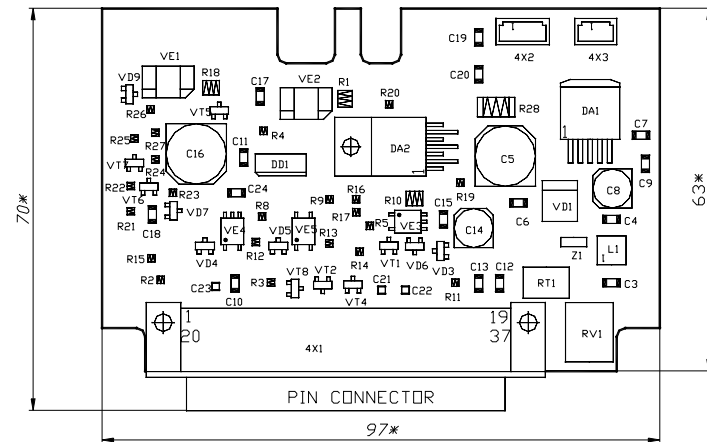 VE1
VD9
R18
C17
VE2
R1
R20
C19
4X2
4X3
C20
R28
R26
VT5
R25
R27
C16
C11
R4
DD1
DA2
C5
1
DA1
C7
VT7
R24
R22
VT6
R23
C24
R9
R16
R10
R19
C8
C9
R21
C18
VD7
R8
R17
R5
VE3
C15
C14
C6
VD1
C4
VE4
VD5
VE5
R13
R12
VD4
R14
VT1
VD6
VD3
Z1
L1
1
R15
R2
C23
C10
R3
VT8
VT2
VT4
C21
C22
R11
C13
C12
RT1
C3
1
20
19
37
4X1
RV1
PIN CONNECTOR
70*
63*
97*